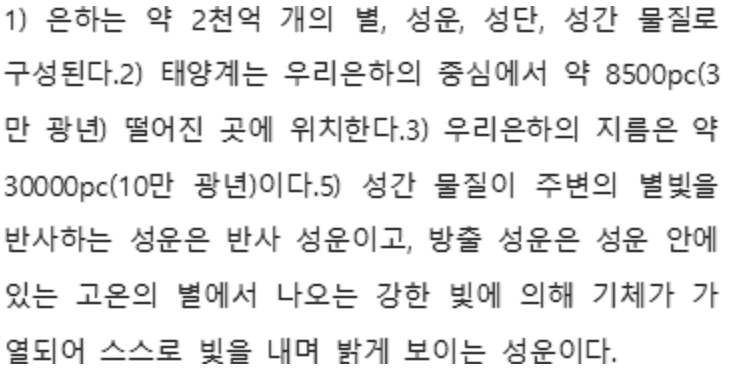 1) 은하는 약 2천억 개의 별, 성운, 성단, 성간 물질로
구성된다.2) 태양계는 우리은하의 중심에서 약 8500pc(3
만 광년) 떨어진 곳에 위치한다.3) 우리은하의 지름은 약
30000pc(10만 광년)이다.5) 성간 물질이 주변의 별빛을
반사하는 성운은 반사 성운이고, 방출 성운은 성운 안에
있는 고온의 별에서 나오는 강한 빛에 의해 기체가 가
열되어 스스로 빛을 내며 밝게 보이는 성운이다.